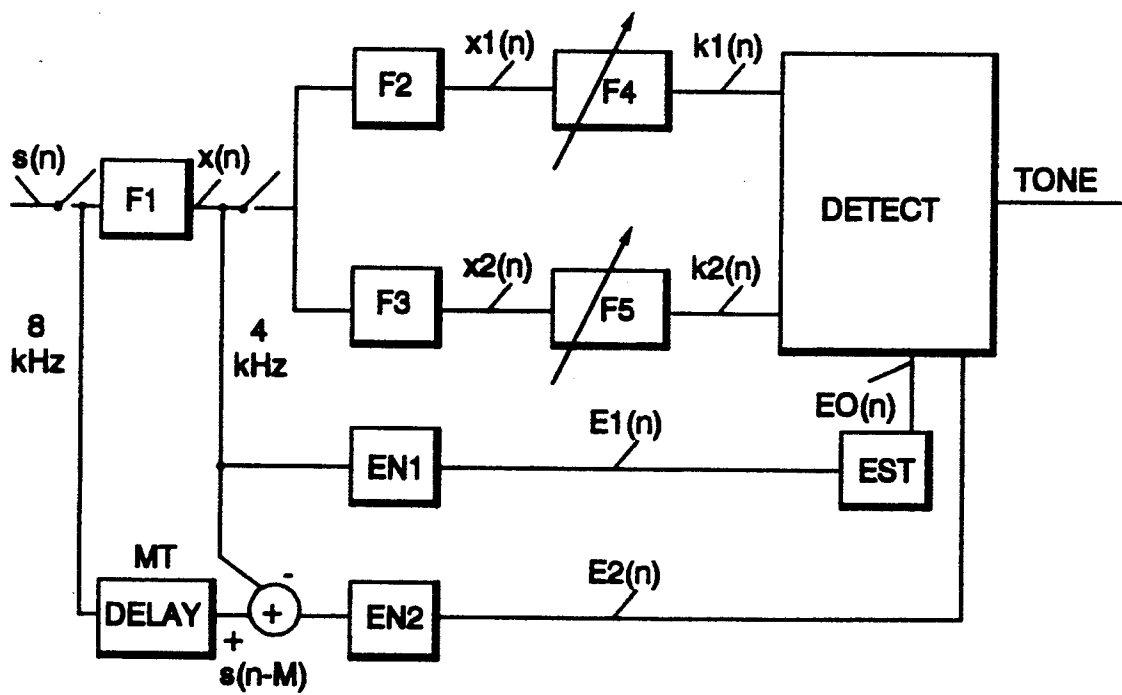 x1(n)
k1(n)
F2
F4
s(n)
x(n)
F1
DETECT
TONE
x2(n)
k2(n)
F3
F5
8
kHz
4
kHz
EO(n)
E1(n)
EN1
EST
MT
-
E2(n)
DELAY
+
EN2
+
s(n-M)